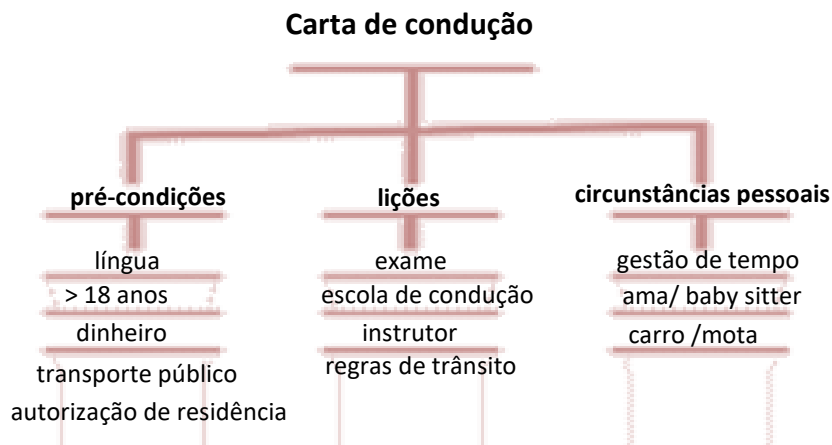 Carta de condução
pré-condições
língua
> 18 anos
dinheiro
transporte público
autorização de residência
lições
exame
escola de condução
instrutor
regras de trânsito
circunstâncias pessoais
gestão de tempo
ama/ baby sitter
carro /mota